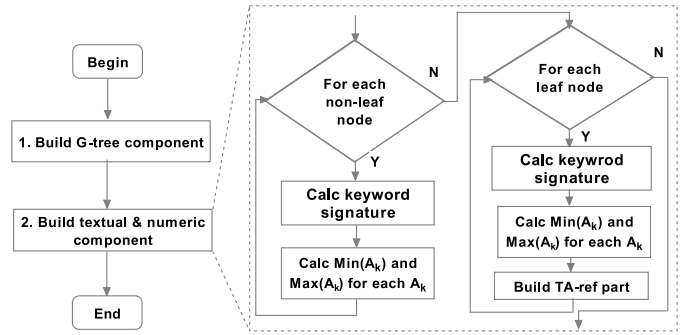 Begin
1. Build G-tree component
2. Build textual & numeric
component
End
For each
non-leaf
node
N
Y
Calc keyword
signature
Calc Min(Ak) and
Max(Ak) for each Ak
For each
leaf node
N
Y
Calc keywrod
signature
Calc Min(Ak) and
Max(Ak) for each Ak
Build TA-ref part